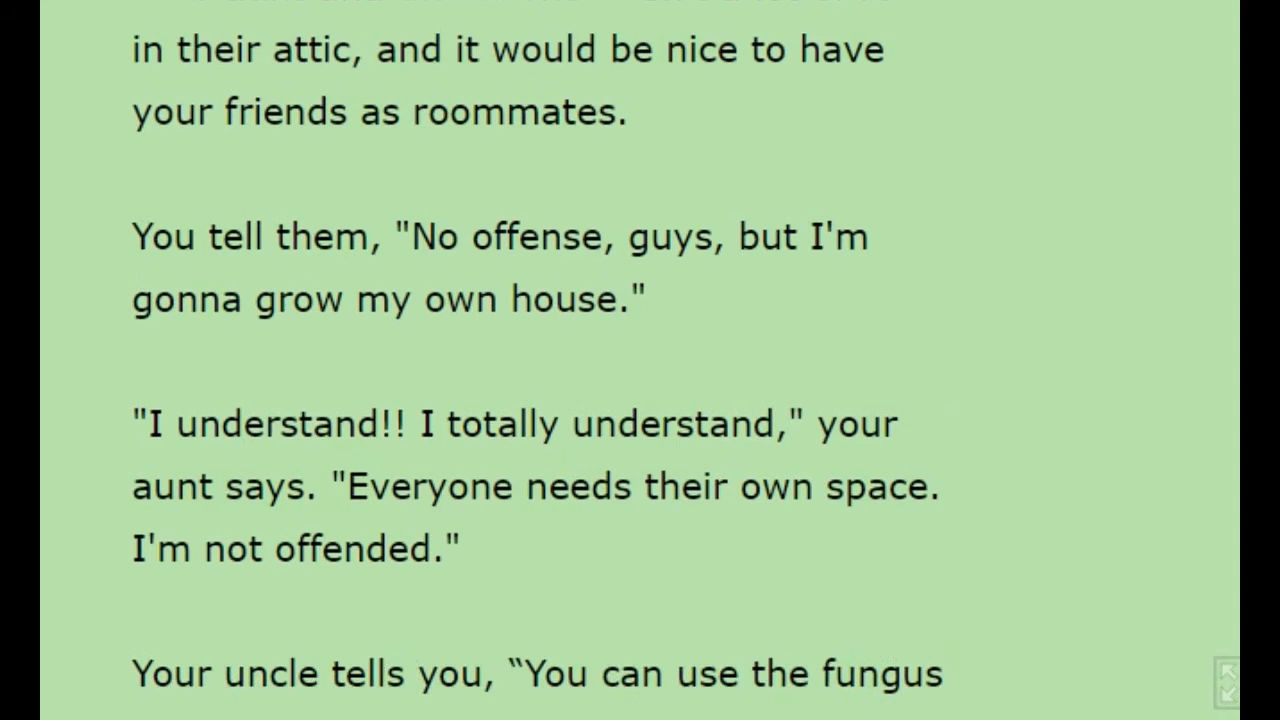 in their attic, and it would be nice to have
your friends as roommates.
You tell them, "No offense, guys, but I'm
gonna grow my own house."
"I understand!! I totally understand," your
aunt says. "Everyone needs their own space.
I'm not offended."
Your uncle tells you, “You can use the fungus